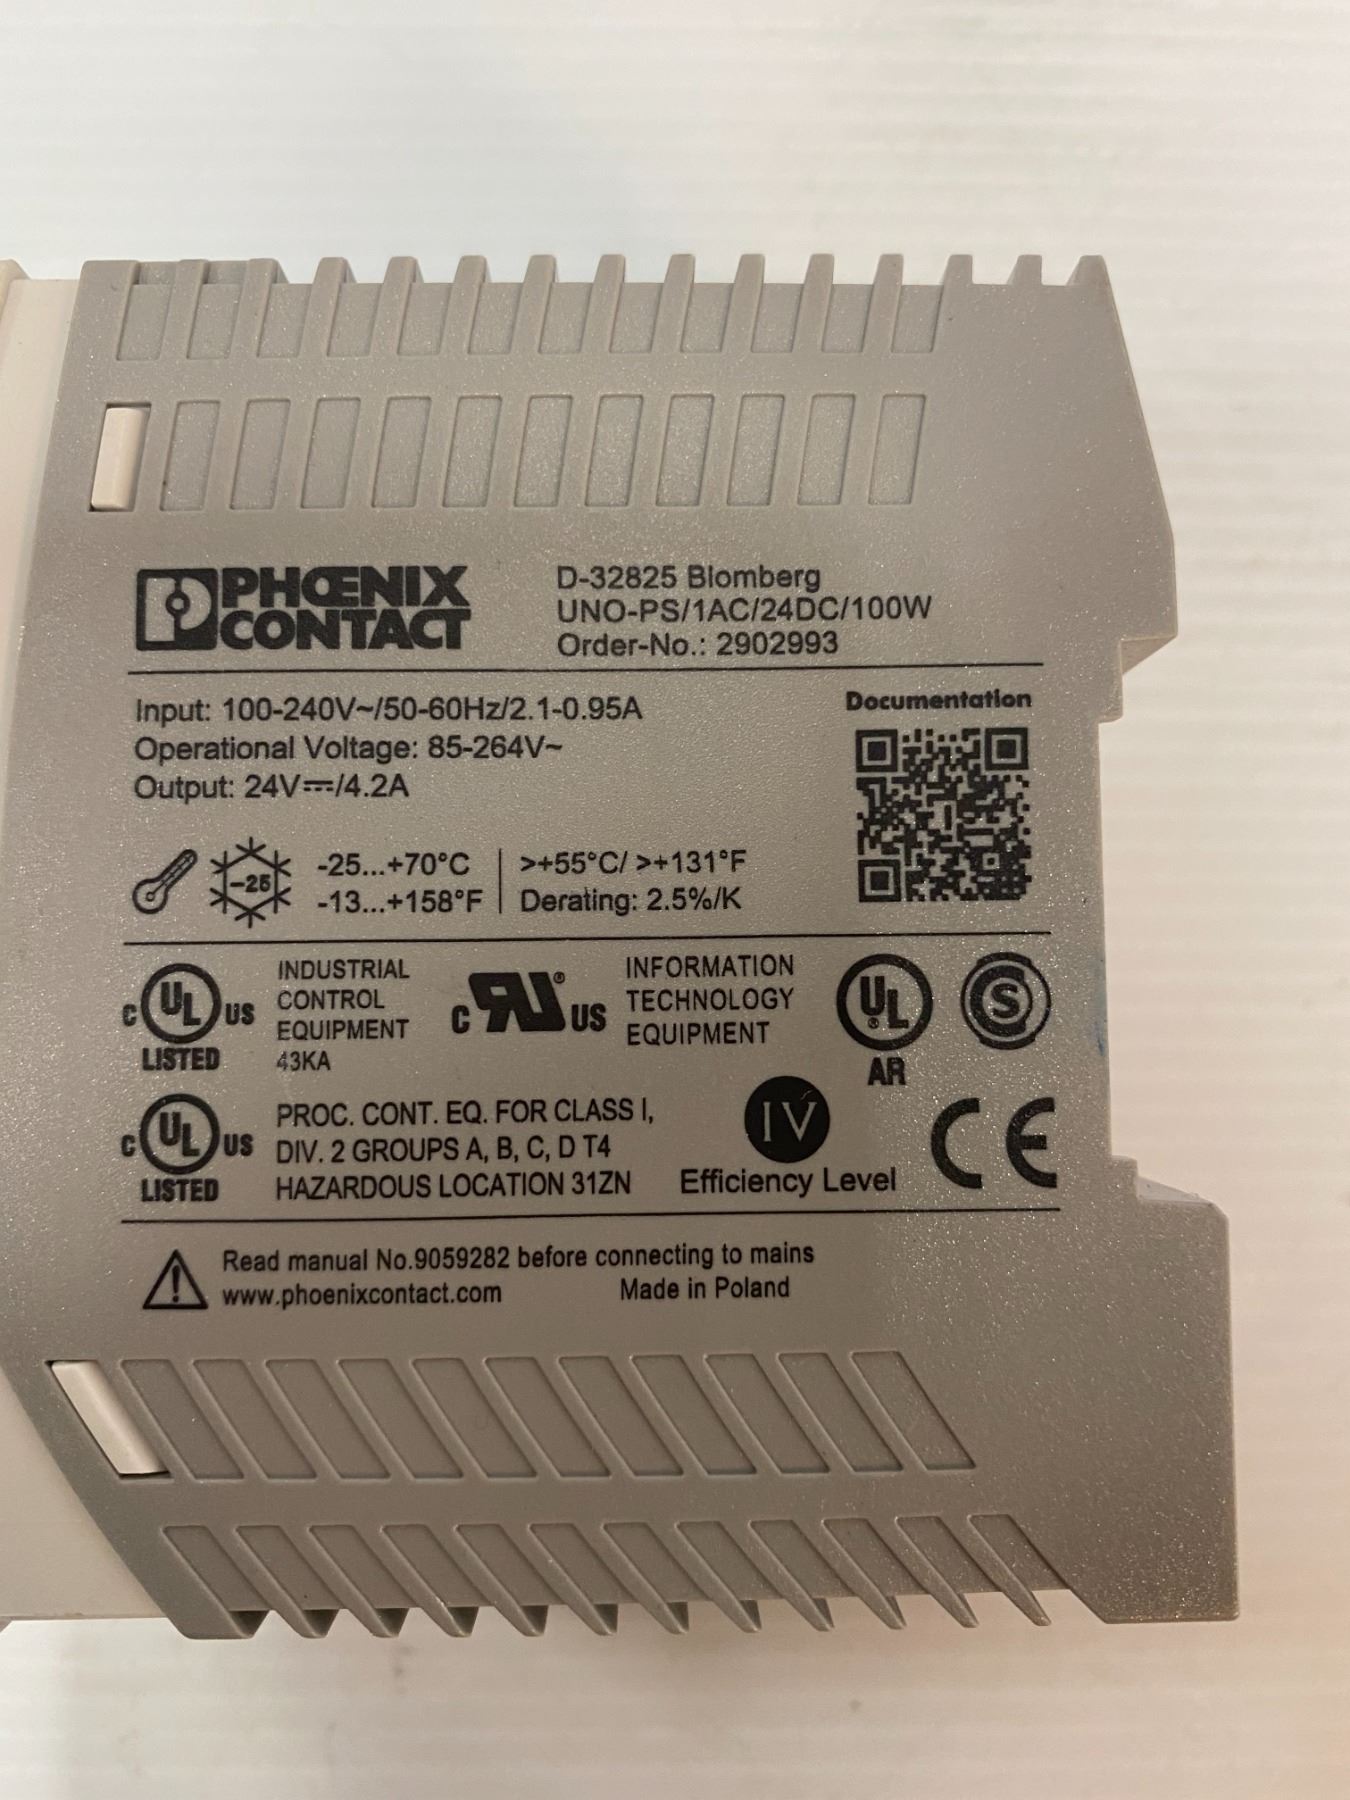 PHOENIX
CONTACT
D-32825 Blomberg
UNO-PS/1AC/24DC/100W
Order-No.: 2902993
Input: 100-240V~/50-60Hz/2.1-0.95A
Operational Voltage: 85-264V~
Output: 24V⎓/4.2A
Documentation
-25
-25...+70°C
-13...+158°F
>+55°C/ >+131°F
Derating: 2.5%/K
C UL US
LISTED
INDUSTRIAL
CONTROL
EQUIPMENT
43KA
C RU® US
INFORMATION
TECHNOLOGY
EQUIPMENT
UL®
AR
S
C UL US
LISTED
PROC. CONT. EQ. FOR CLASS I,
DIV. 2 GROUPS A, B, C, D T4
HAZARDOUS LOCATION 31ZN
IV
Efficiency Level
CE
Read manual No.9059282 before connecting to mains
www.phoenixcontact.com
Made in Poland